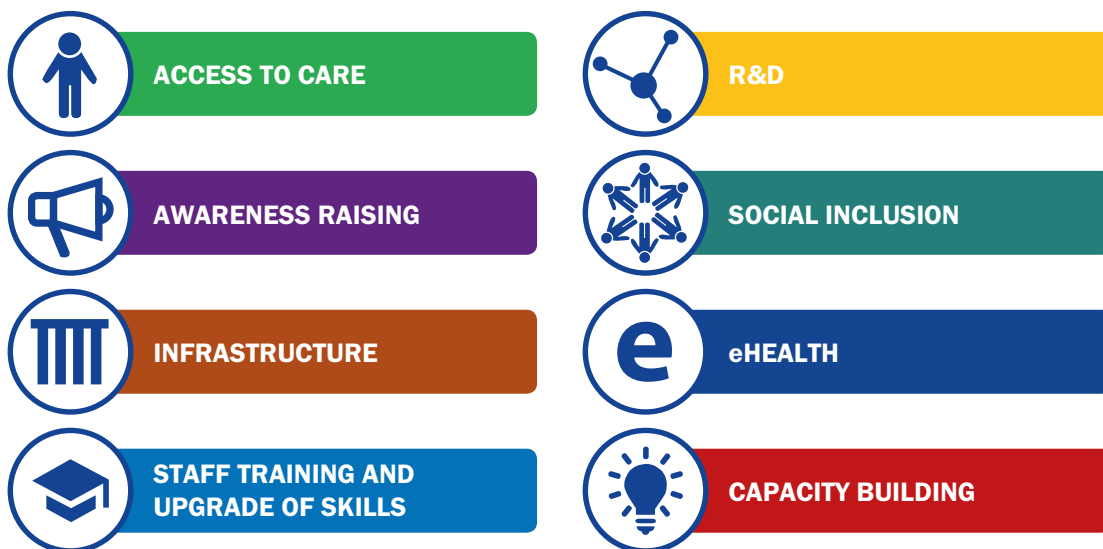 ACCESS TO CARE
R&D
AWARENESS RAISING
SOCIAL INCLUSION
INFRASTRUCTURE
e
eHEALTH
STAFF TRAINING AND
UPGRADE OF SKILLS
CAPACITY BUILDING